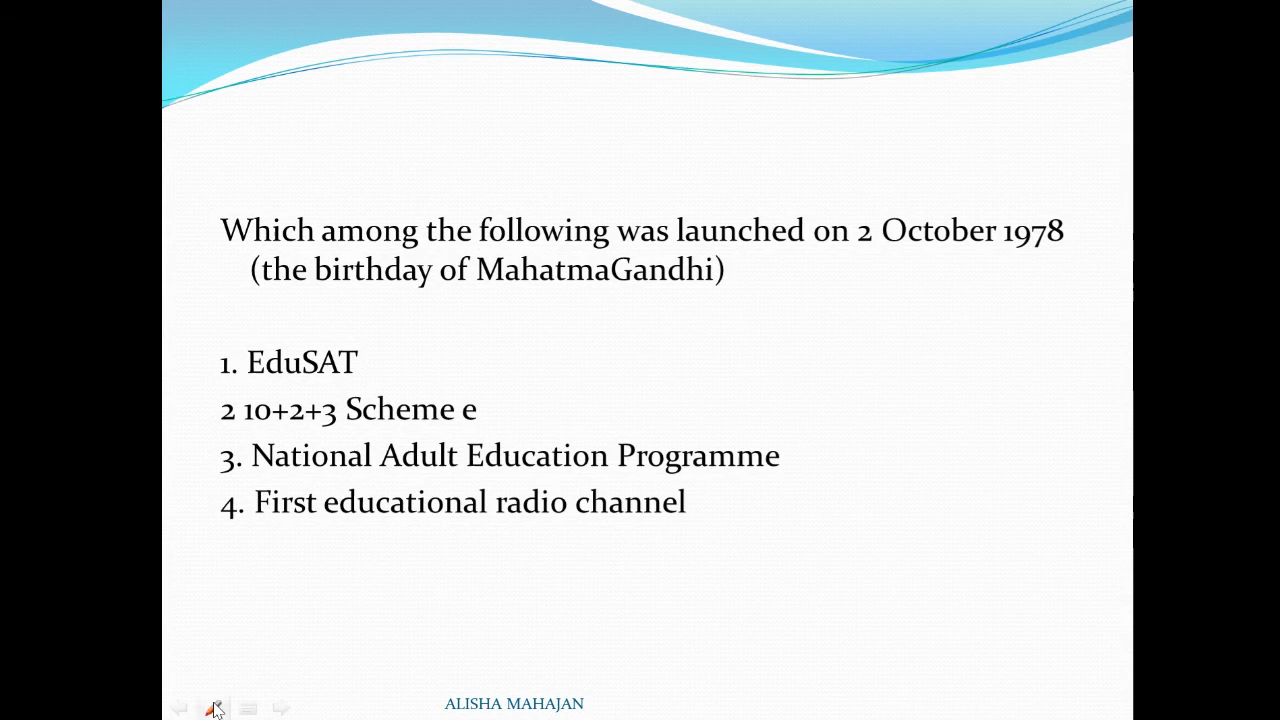 Which among the following was launched on 2 October 1978
(the birthday of MahatmaGandhi)
1. EduSAT
2 10+2+3 Scheme e
3. National Adult Education Programme
4. First educational radio channel
ALISHA MAHAJAN